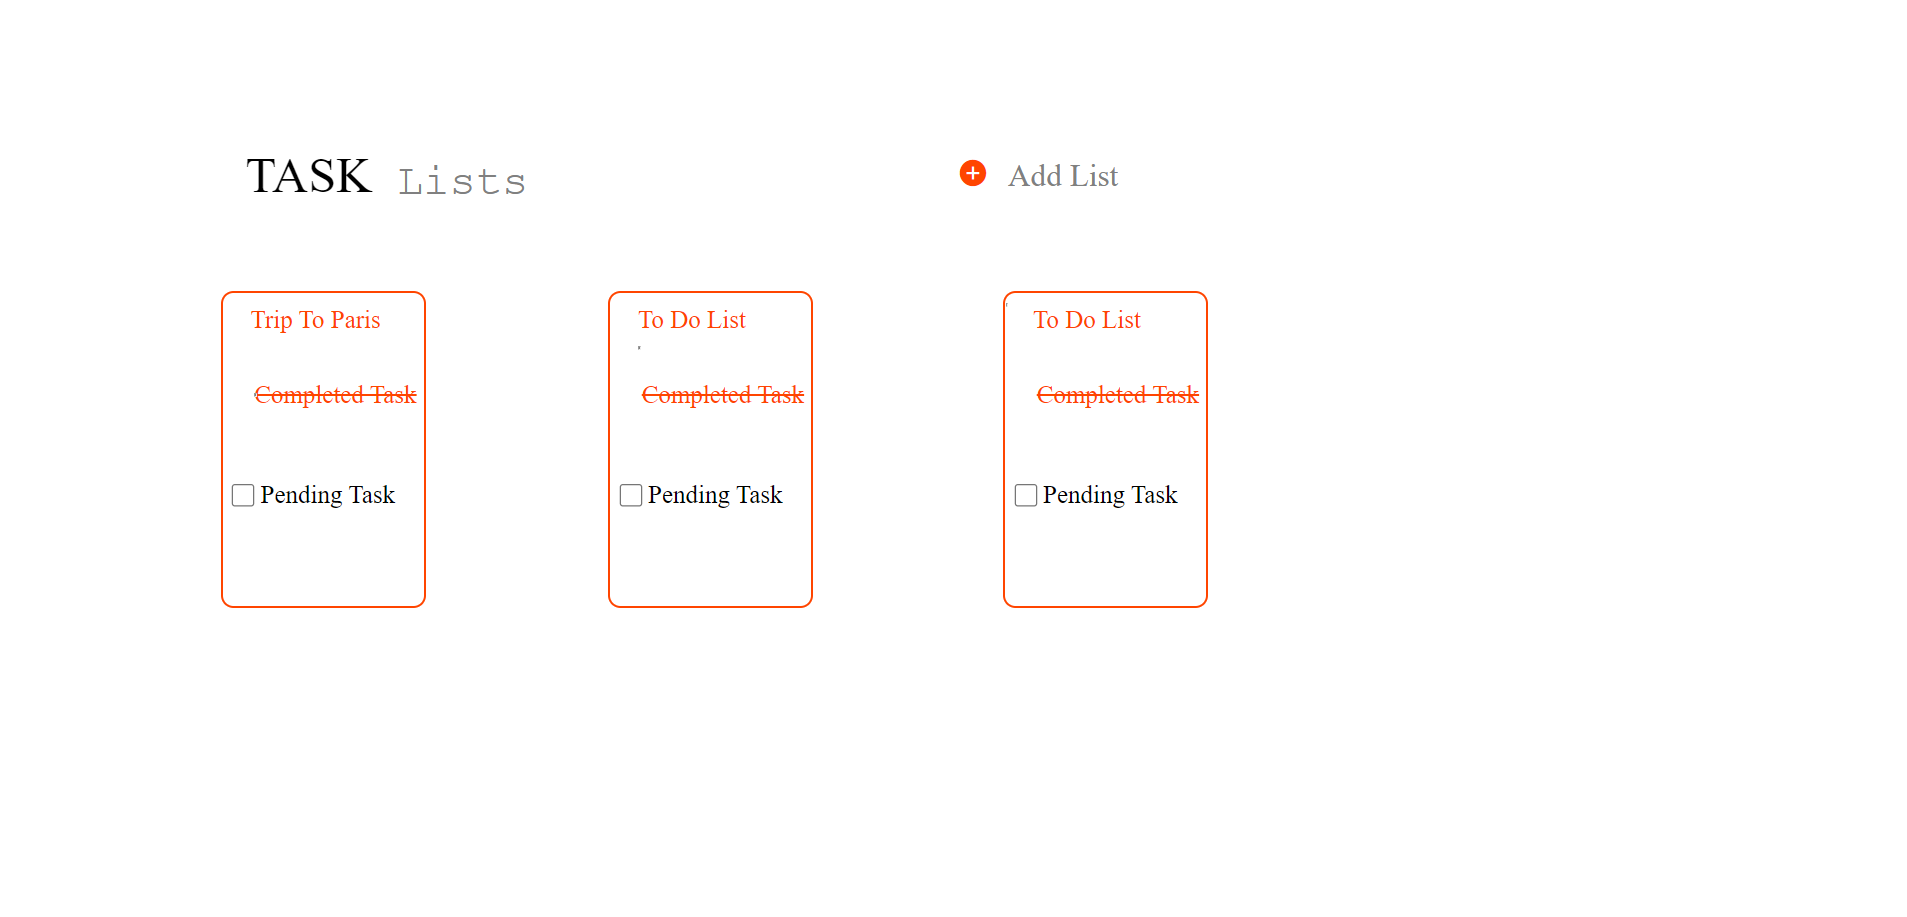 TASK Lists
Add List
Trip To Paris
Completed Task
Pending Task
To Do List
Completed Task
Pending Task
To Do List
Completed Task
Pending Task